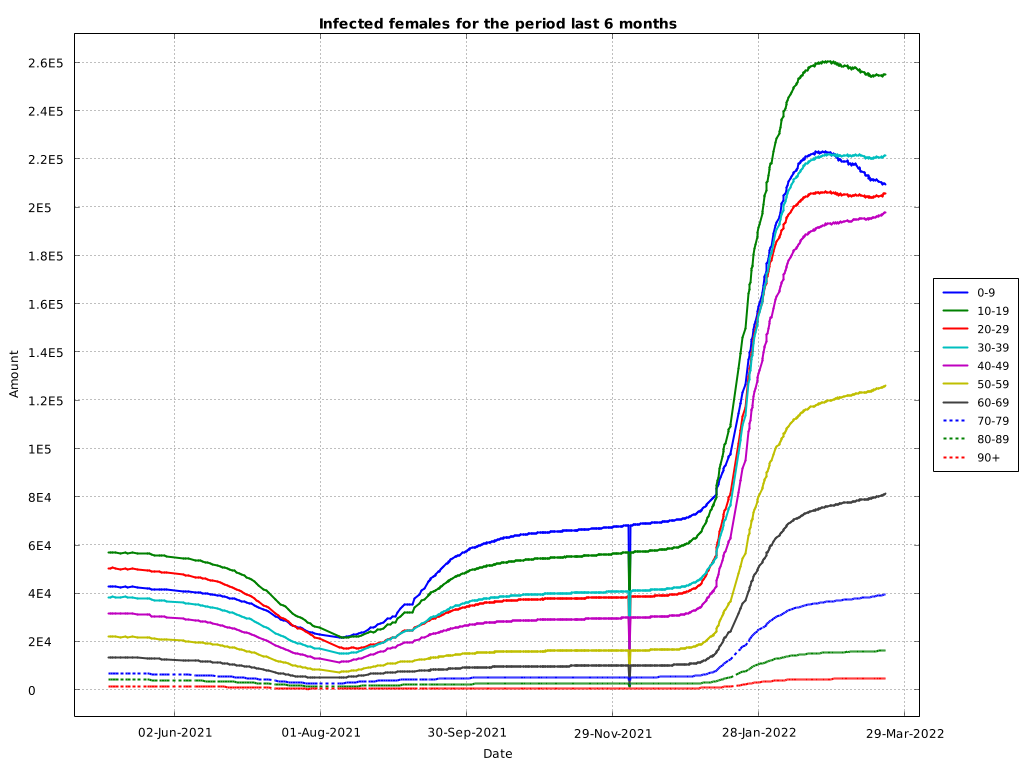 Infected females for the period last 6 months
2.6E5
2.4E5
2.2E5
2E5
1.8E5
1.6E5
1.4E5
1.2E5
1E5
8E4
6E4
4E4
2E4
0
Amount
02-Jun-2021
01-Aug-2021
30-Sep-2021
29-Nov-2021
28-Jan-2022
29-Mar-2022
Date
0-9
10-19
20-29
30-39
40-49
50-59
60-69
70-79
80-89
90+